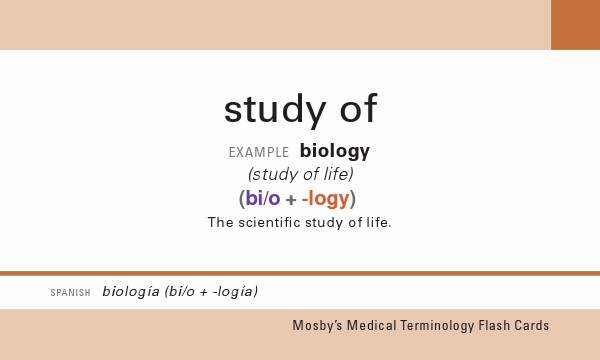 study of
EXAMPLE biology
(study of life)
(bi/o + -logy)
The scientific study of life.
SPANISH biología (bi/o + -logía)
Mosby's Medical Terminology Flash Cards